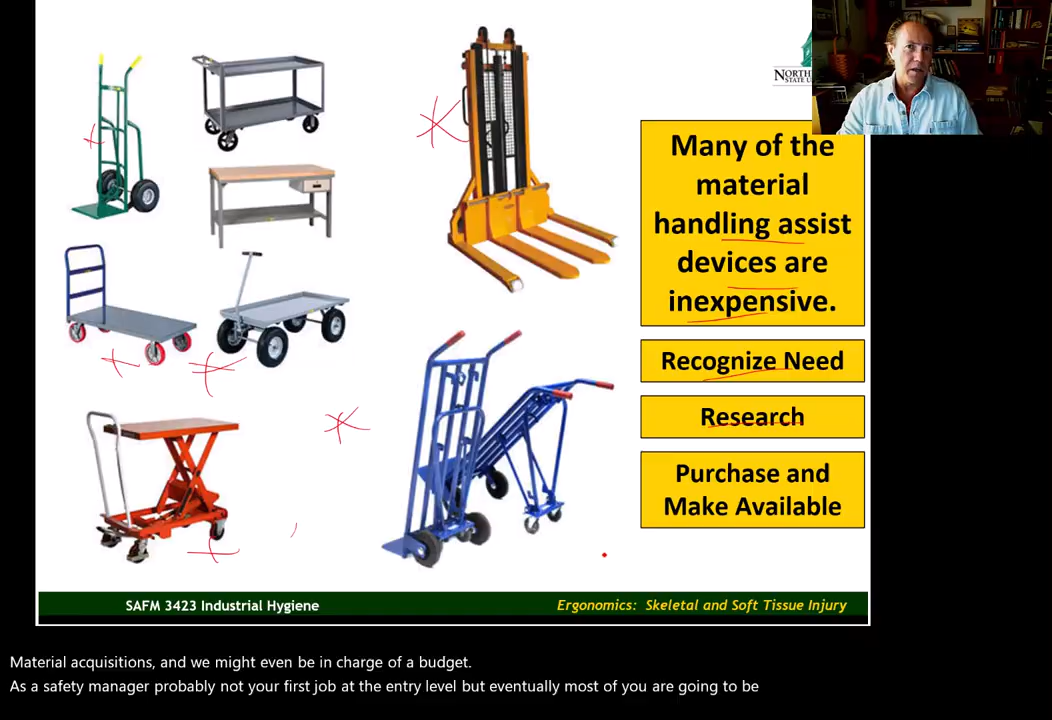 NORTH
STATE U
Many of the
material
handling assist
devices are
inexpensive.
Recognize Need
Research
Purchase and
Make Available
SAFM 3423 Industrial Hygiene
Ergonomics: Skeletal and Soft Tissue Injury
Material acquisitions, and we might even be in charge of a budget.
As a safety manager probably not your first job at the entry level but eventually most of you are going to be